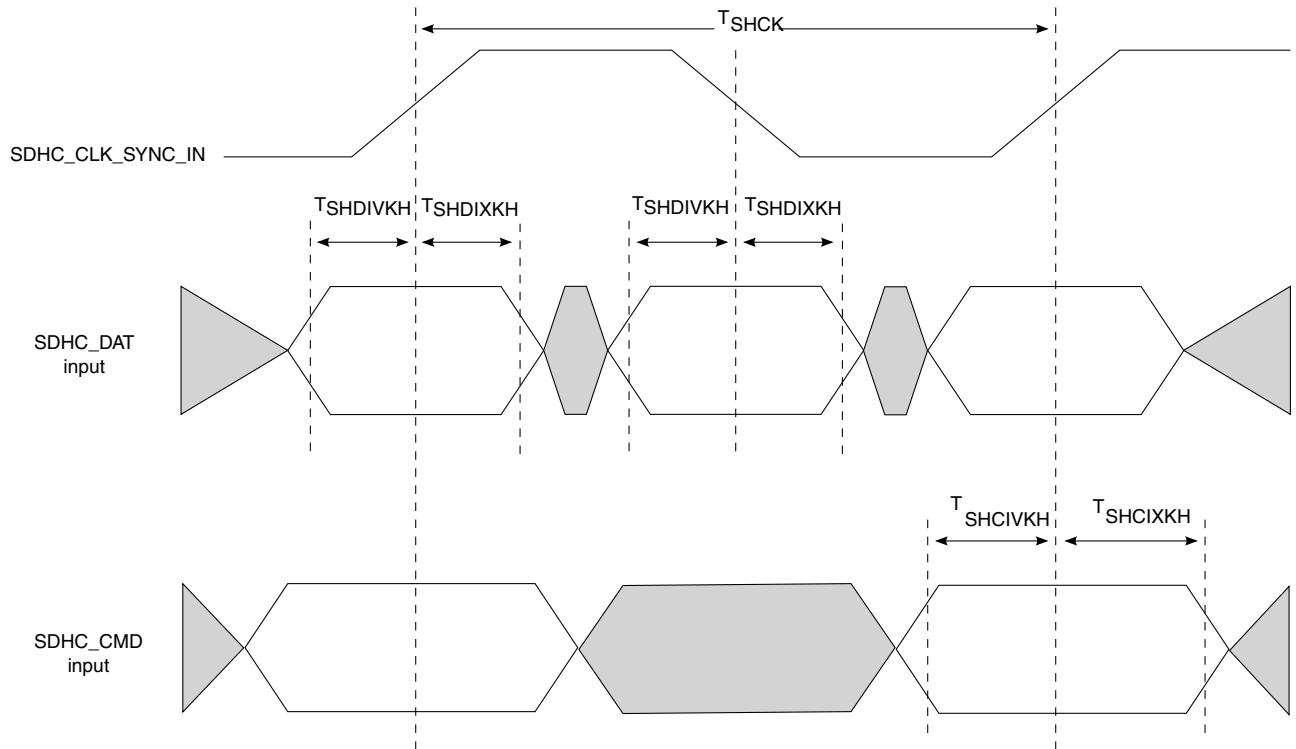 TSHCK
SDHC_CLK_SYNC_IN
TSHDIVKH TSHDIXKH TSHDIVKH TSHDIXKH
SDHC_DAT
input
TSHCIVKH TSHCIXKH
SDHC_CMD
input